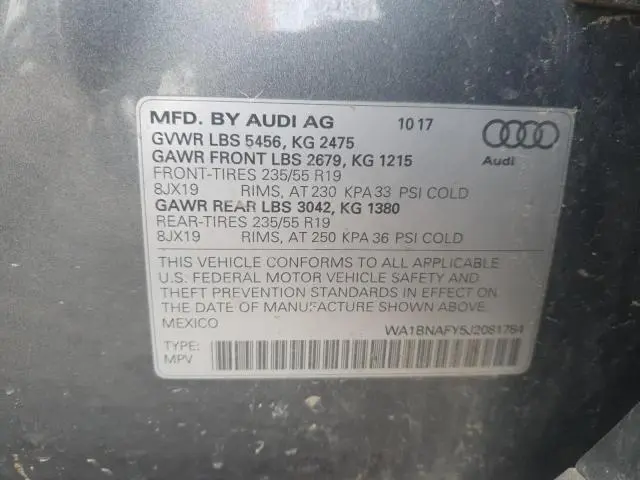 MFD. BY AUDI AG 10 17
GVWR LBS 5456, KG 2475
GAWR FRONT LBS 2679, KG 1215
Audi
FRONT-TIRES 235/55 R19
8JX19 RIMS, AT 230 KPA 33 PSI COLD
GAWR REAR LBS 3042, KG 1380
REAR-TIRES 235/55 R19
8JX19 RIMS, AT 250 KPA 36 PSI COLD
THIS VEHICLE CONFORMS TO ALL APPLICABLE
U.S. FEDERAL MOTOR VEHICLE SAFETY AND
THEFT PREVENTION STANDARDS IN EFFECT ON
THE DATE OF MANUFACTURE SHOWN ABOVE.
MEXICO WA1BNAFY5J2081784
TYPE:
MPV